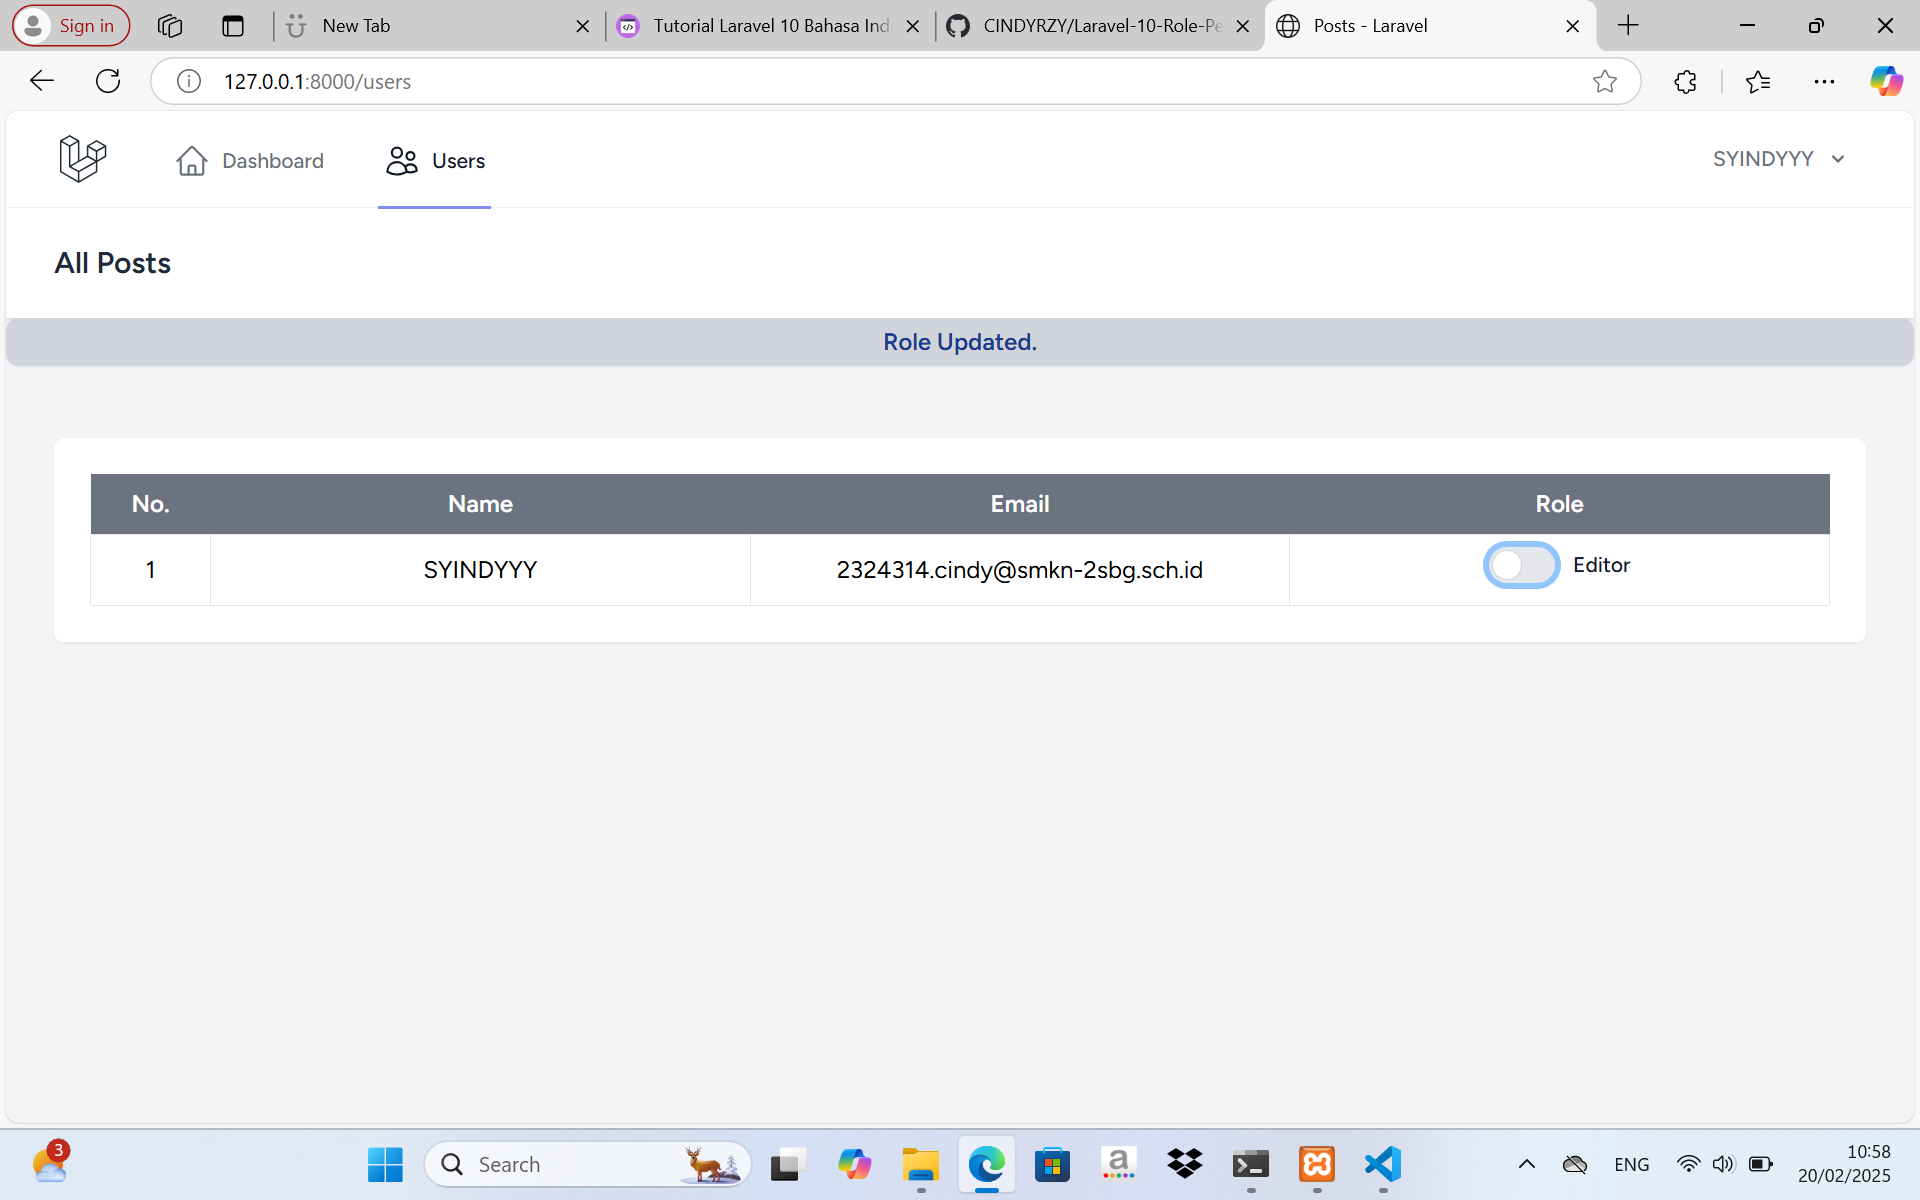 Sign in
New Tab
Tutorial Laravel 10 Bahasa Ind
CINDYRZY/Laravel-10-Role-Pe
Posts - Laravel
127.0.0.1:8000/users
Dashboard
Users
SYINDYYY
All Posts
Role Updated.
No. Name Email Role
1 SYINDYYY 2324314.cindy@smkn-2sbg.sch.id Editor
3
Search
a
ENG
10:58
20/02/2025